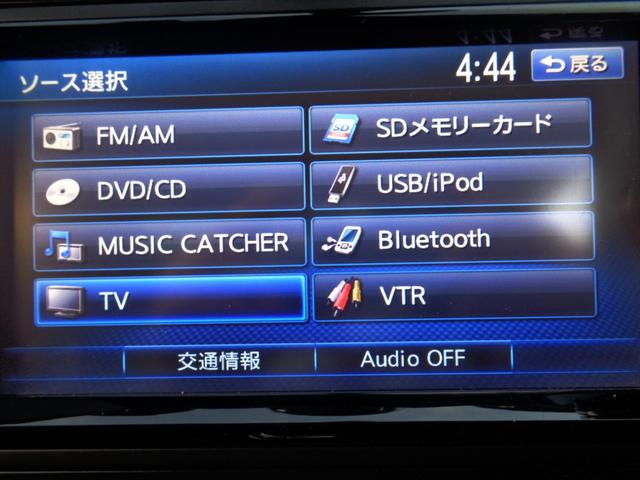 ソース選択
4:44
戻る
FM/AM
SDメモリーカード
DVD/CD
USB/iPod
MUSIC CATCHER
Bluetooth
TV
VTR
交通情報
Audio OFF